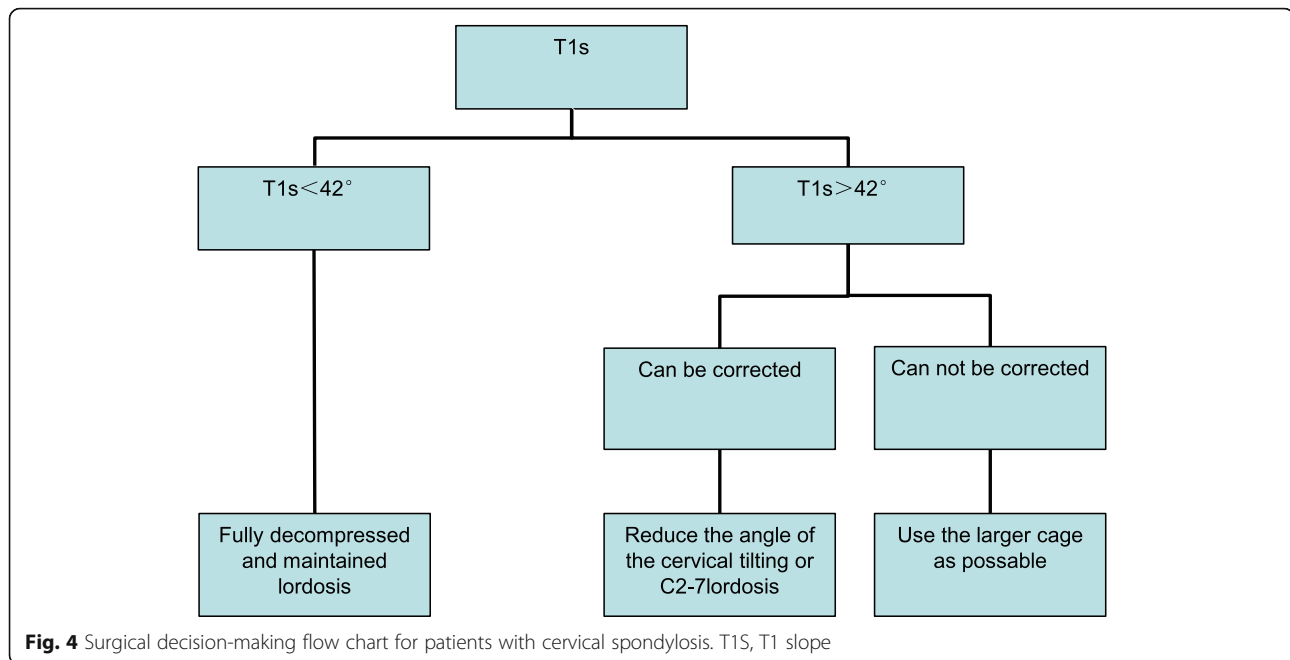 T1s
T1s＜42°
T1s＞42°
Can be corrected
Can not be corrected
Fully decompressed
and maintained
lordosis
Reduce the angle of
the cervical tilting or
C2-7lordosis
Use the larger cage
as possable
Fig. 4 Surgical decision-making flow chart for patients with cervical spondylosis. T1S, T1 slope